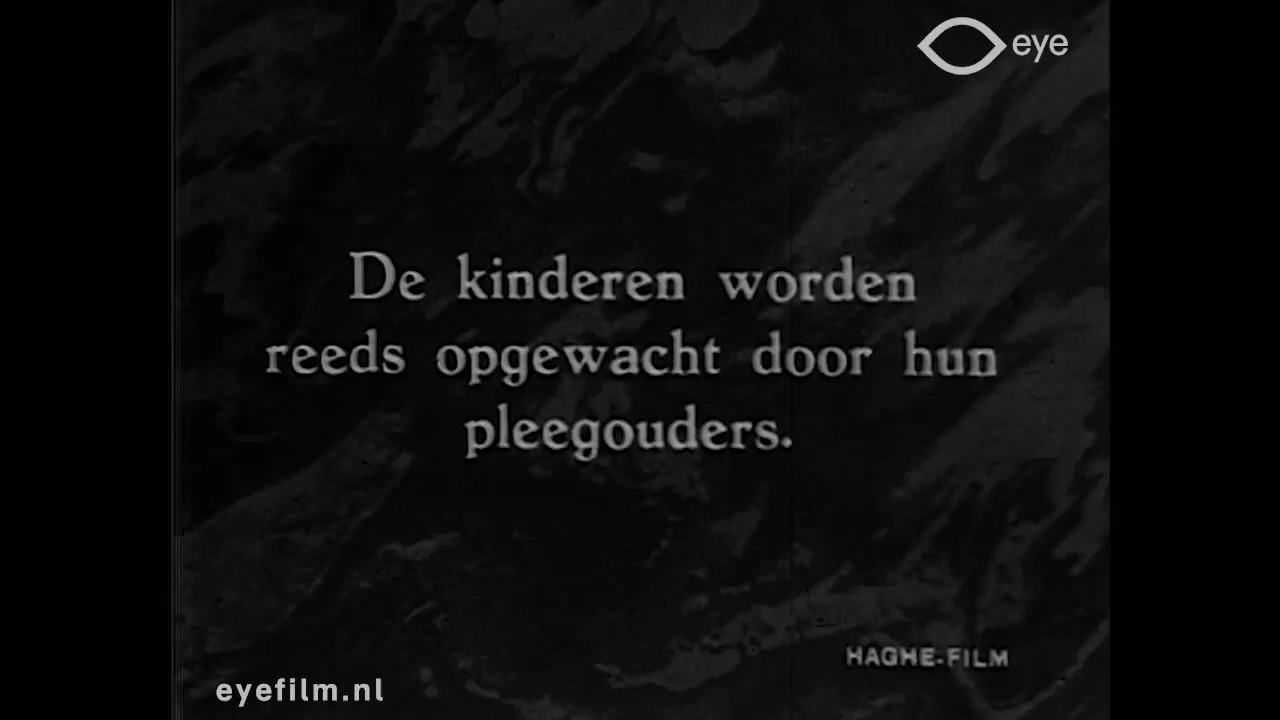 eye
De kinderen worden
reeds opgewacht door hun
pleegouders.
HAGHE-FILM
eyefilm.nl